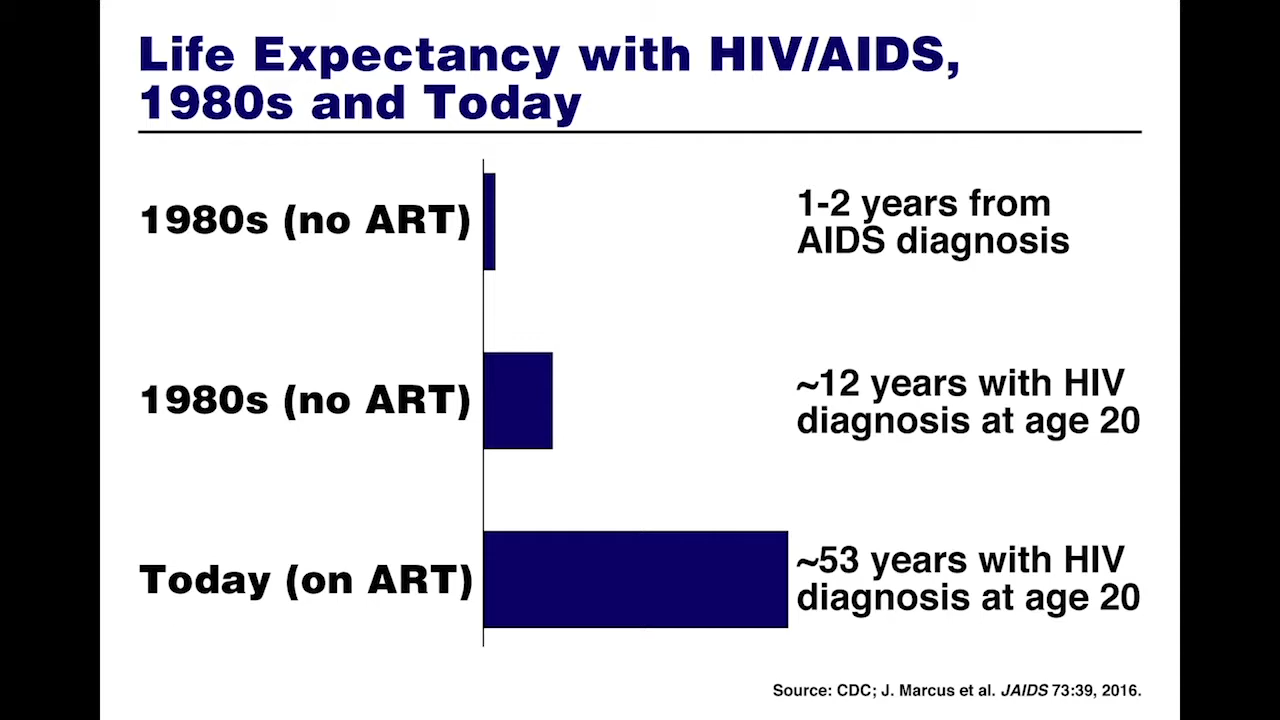 Life Expectancy with HIV/AIDS,
1980s and Today
1980s (no ART)
1-2 years from
AIDS diagnosis
1980s (no ART)
~12 years with HIV
diagnosis at age 20
Today (on ART)
~53 years with HIV
diagnosis at age 20
Source: CDC; J. Marcus et al. JAIDS 73:39, 2016.